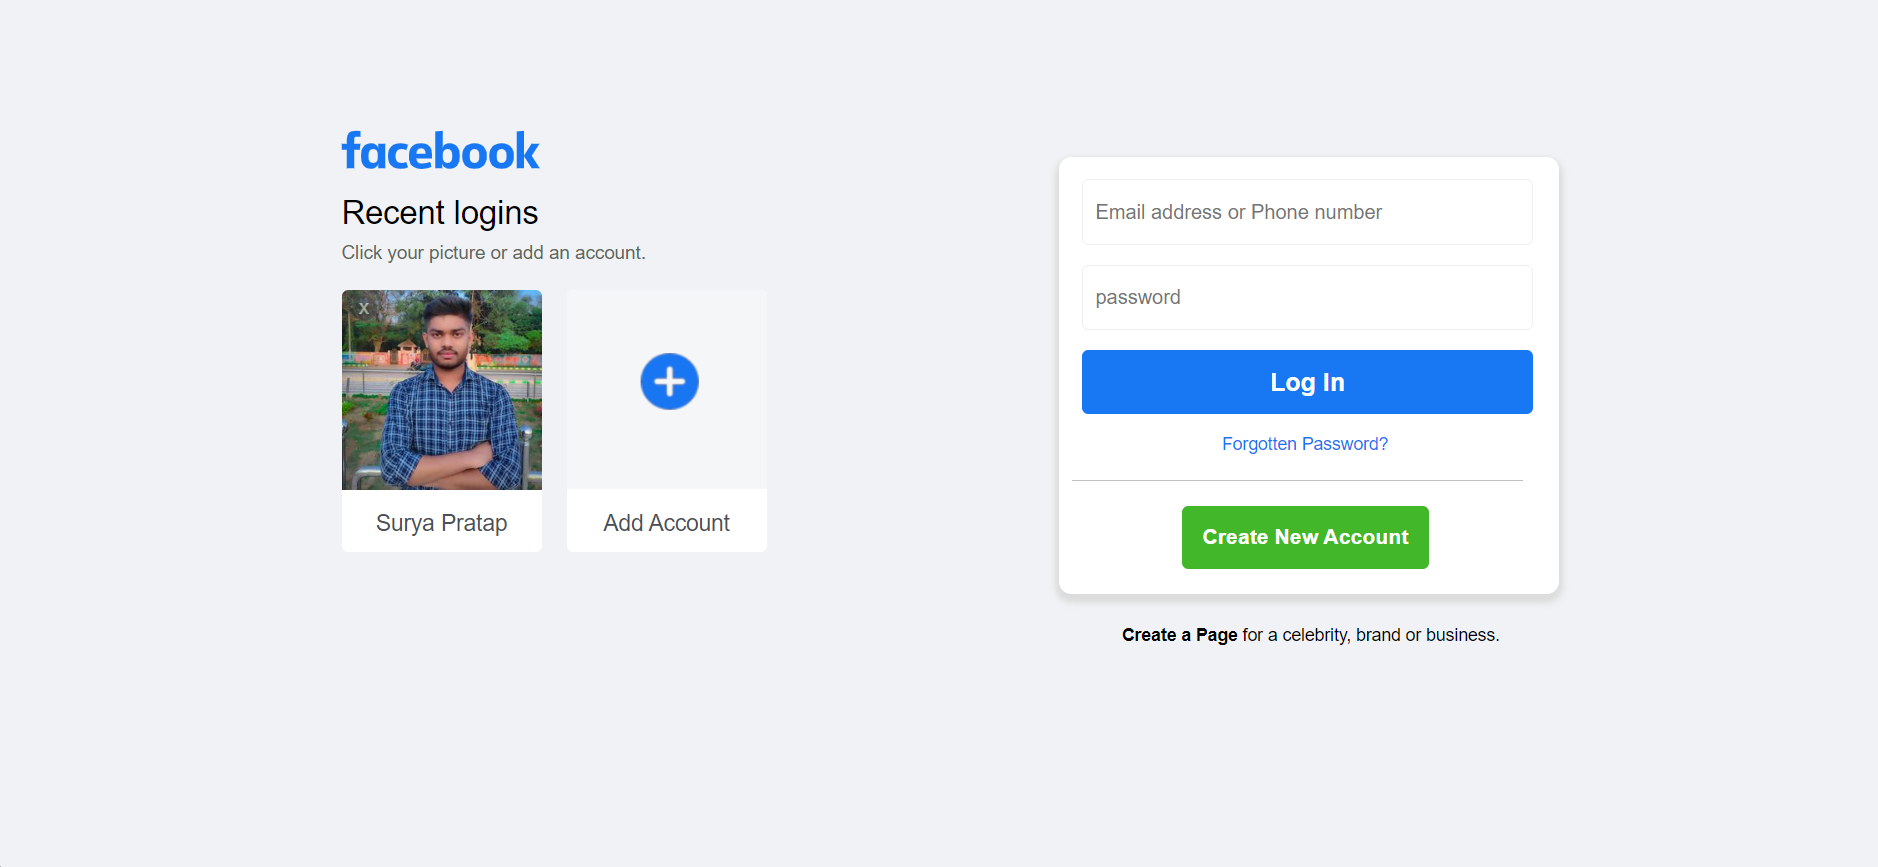 facebook
Recent logins
Click your picture or add an account.
x
Surya Pratap
Add Account
Email address or Phone number
password
Log In
Forgotten Password?
Create New Account
Create a Page for a celebrity, brand or business.